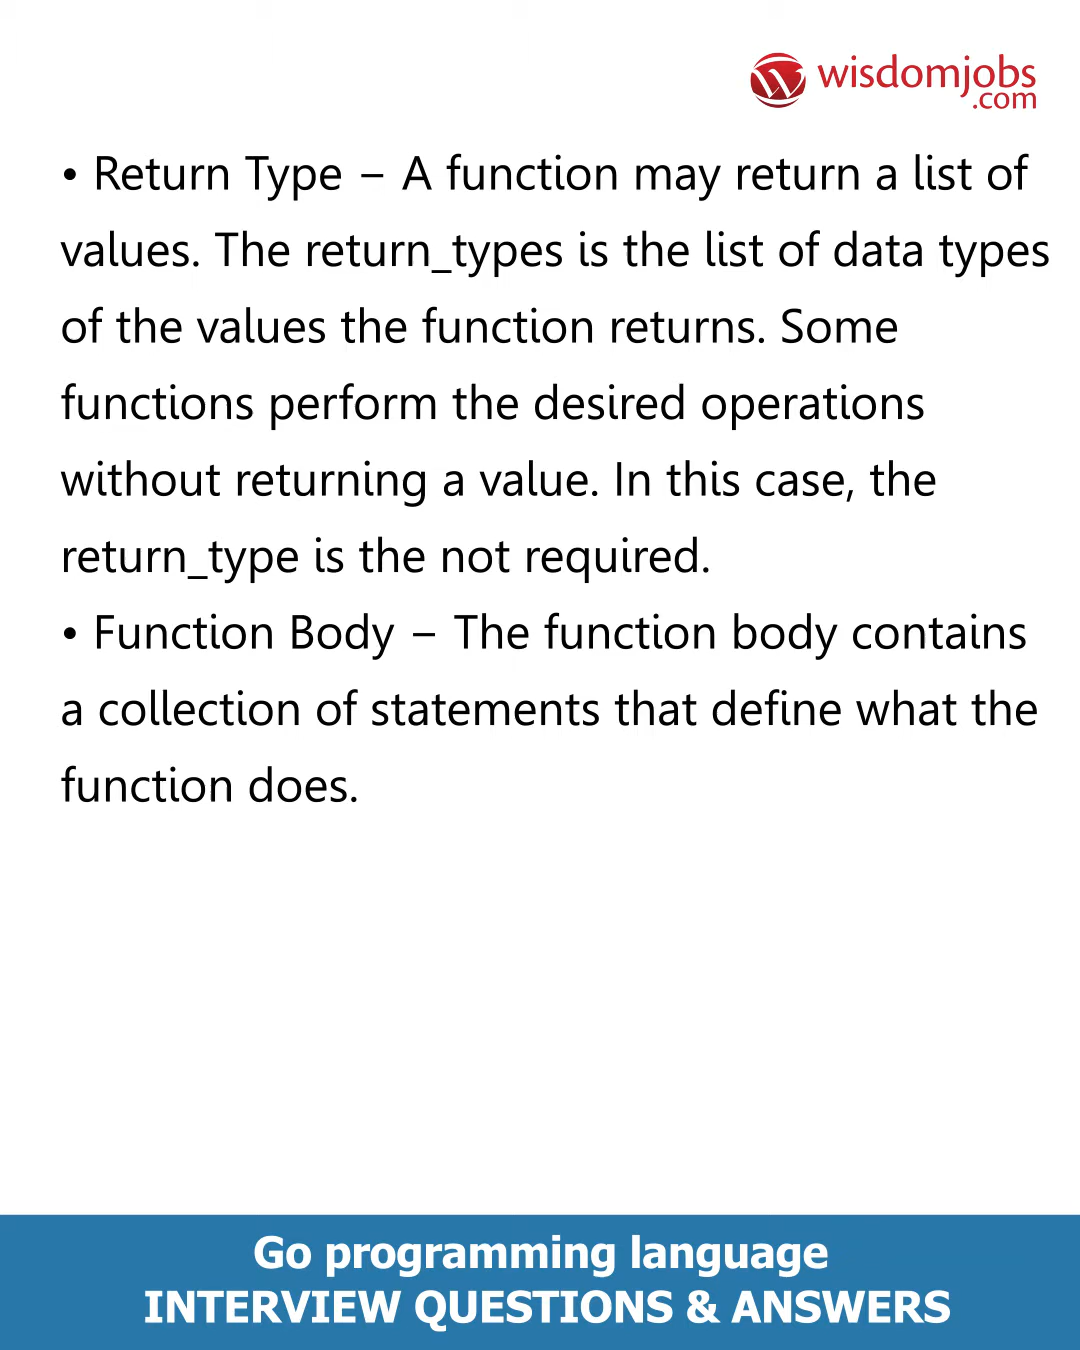 wisdomjobs
.com
• Return Type – A function may return a list of
values. The return_types is the list of data types
of the values the function returns. Some
functions perform the desired operations
without returning a value. In this case, the
return_type is the not required.
• Function Body – The function body contains
a collection of statements that define what the
function does.
Go programming language
INTERVIEW QUESTIONS & ANSWERS